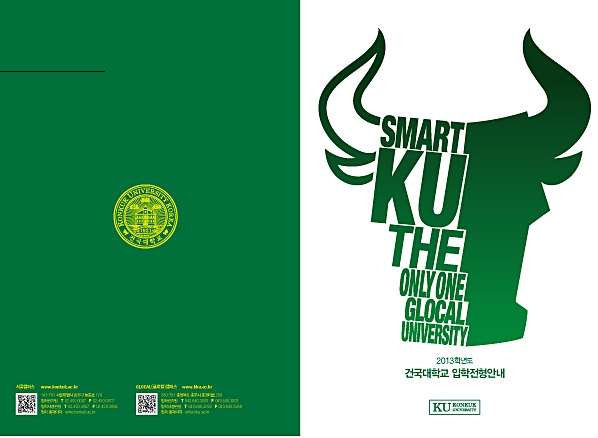 KONKUK UNIVERSITY KOREA
1931
건국대학교
서울캠퍼스 www.konkuk.ac.kr
GLOCAL(글로컬)캠퍼스 www.kku.ac.kr
SMART
KU
THE
ONLY ONE
GLOCAL
UNIVERSITY
2013학년도
건국대학교 입학전형안내
KU KONKUK
UNIVERSITY